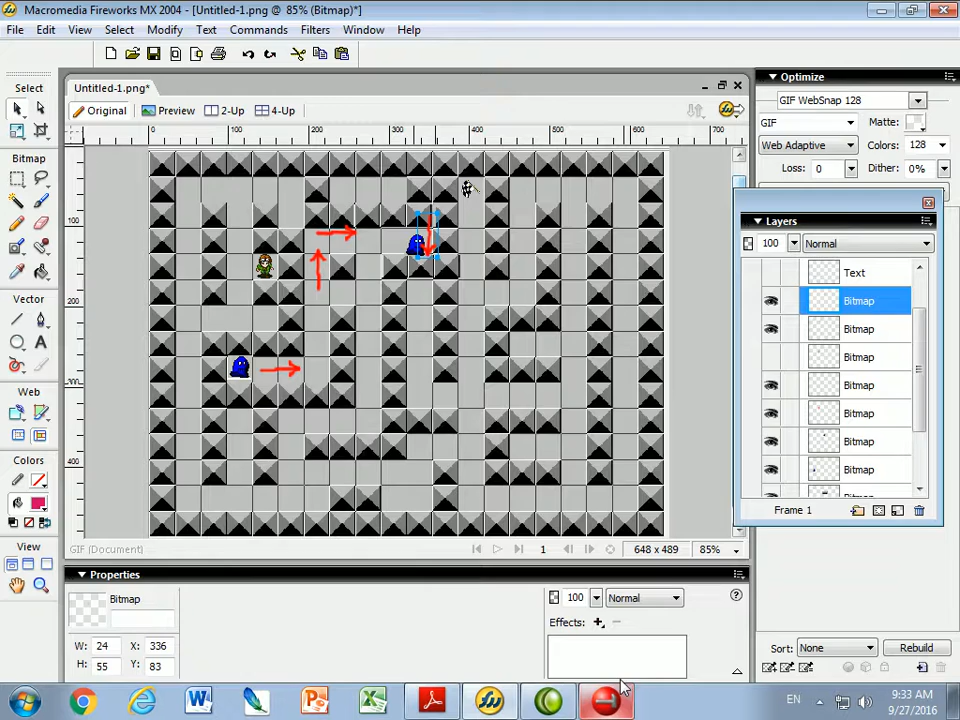 Macromedia Fireworks MX 2004 - [Untitled-1.png @ 85% (Bitmap)*]
File Edit View Select Modify Text Commands Filters Window Help
Select
Bitmap
Vector
Web
Colors
View
Untitled-1.png*
Original Preview 2-Up 4-Up
0 100 200 300 400 500 600 700
100
200
300
400
GIF (Document)
1
648 x 489
85%
Properties
Bitmap
W: 24 X: 336
H: 55 Y: 83
100 Normal
Effects:
Optimize
GIF WebSnap 128
GIF Matte:
Web Adaptive Colors: 128
Loss: 0 Dither: 0%
Layers
100 Normal
Text
Bitmap
Bitmap
Bitmap
Bitmap
Bitmap
Bitmap
Bitmap
Frame 1
Sort: None Rebuild
EN
9:33 AM
9/27/2016